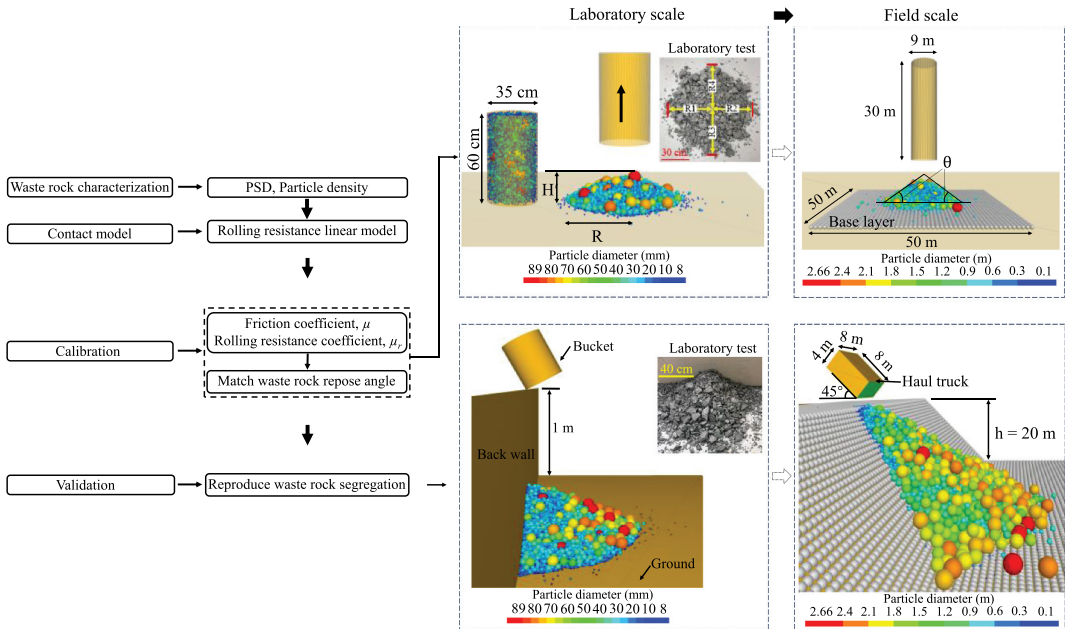 Laboratory scale
Field scale
Waste rock characterization
PSD, Particle density
Contact model
Rolling resistance linear model
Calibration
Friction coefficient, μ
Rolling resistance coefficient, μr
Match waste rock repose angle
Validation
Reproduce waste rock segregation
35 cm
60 cm
H
R
Laboratory test
R4
R1
R2
R3
30 cm
Particle diameter (mm)
89 80 70 60 50 40 30 20 10 8
9 m
30 m
θ
50 m
Base layer
50 m
Particle diameter (m)
2.66 2.4 2.1 1.8 1.5 1.2 0.9 0.6 0.3 0.1
Bucket
1 m
Back wall
Ground
Laboratory test
40 cm
Particle diameter (mm)
89 80 70 60 50 40 30 20 10 8
4 m
8 m
8 m
Haul truck
45°
h = 20 m
Particle diameter (m)
2.66 2.4 2.1 1.8 1.5 1.2 0.9 0.6 0.3 0.1